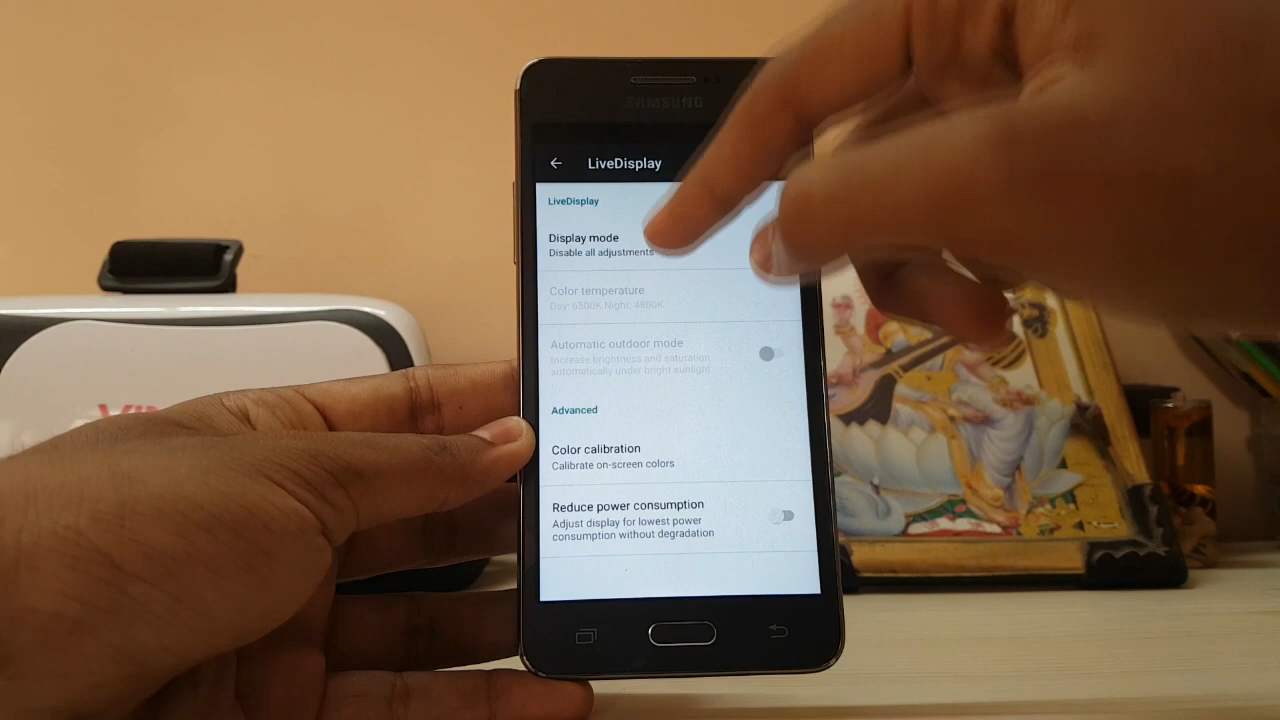 SAMSUNG
LiveDisplay
LiveDisplay
Display mode
Disable all adjustments
Color temperature
Day: 6500K Night: 4800K
Automatic outdoor mode
Increase brightness and saturation
automatically under bright sunlight
Advanced
Color calibration
Calibrate on-screen colors
Reduce power consumption
Adjust display for lowest power
consumption without degradation